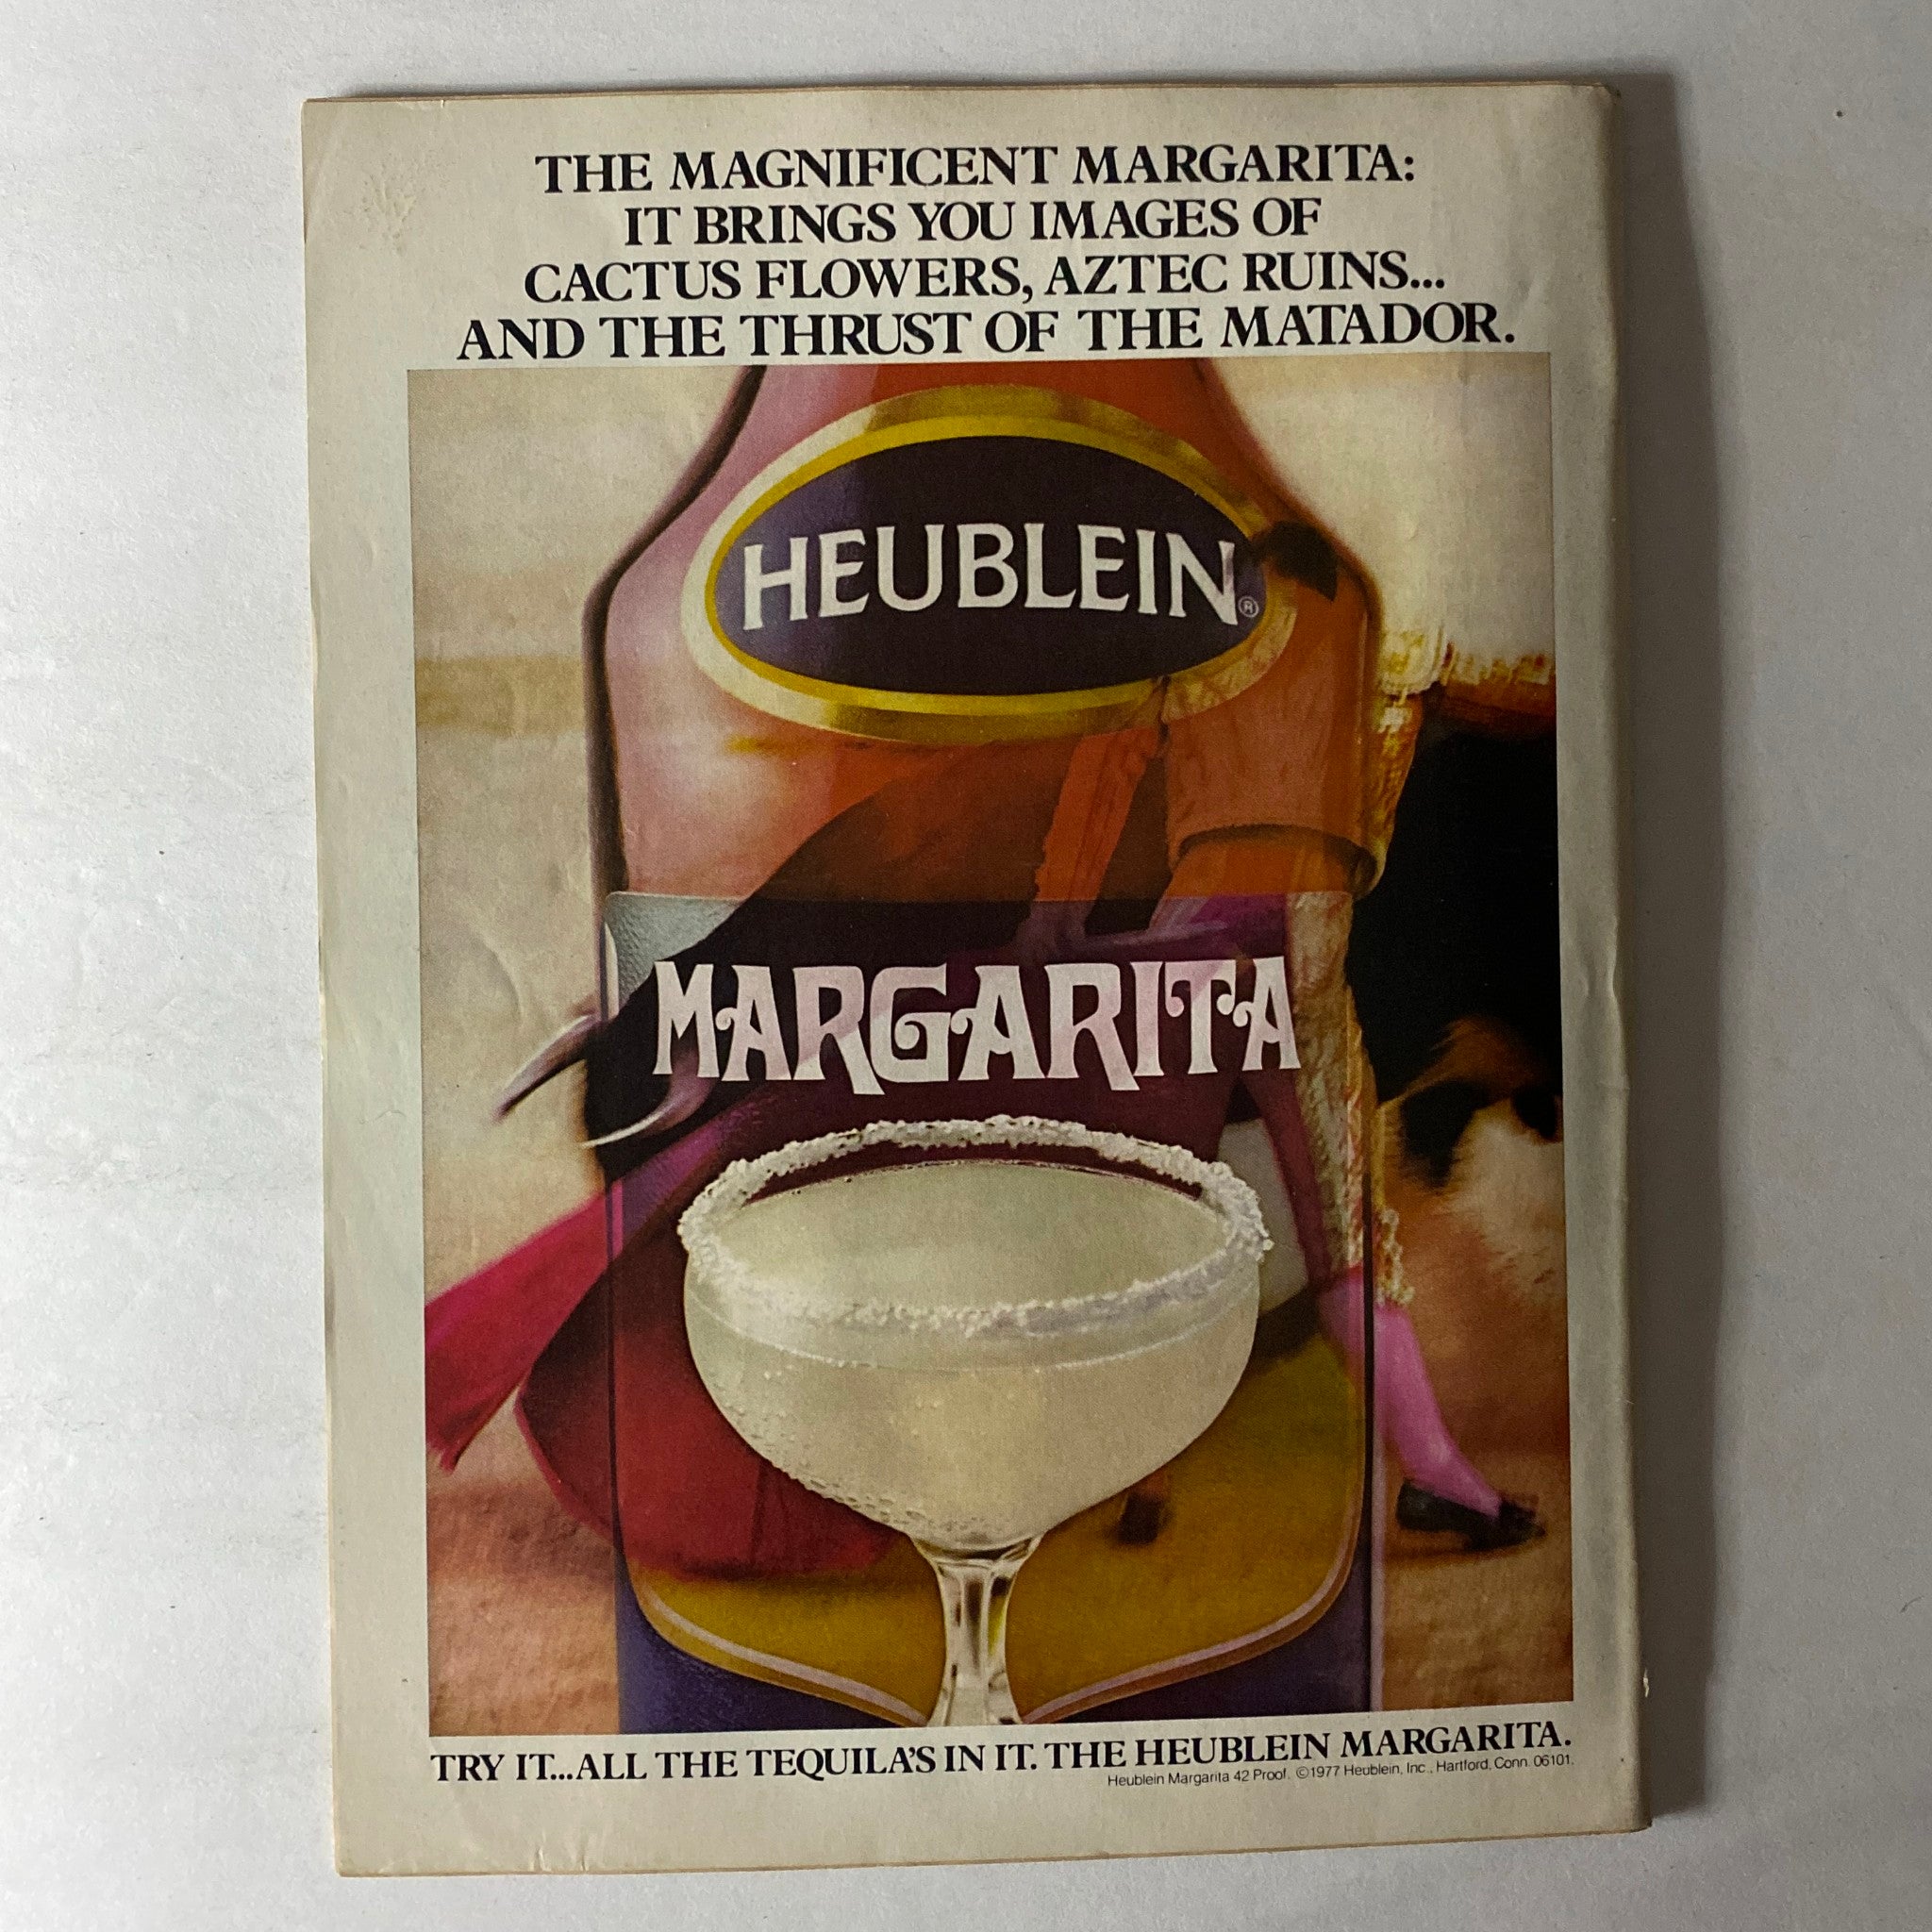 THE MAGNIFICENT MARGARITA:
IT BRINGS YOU IMAGES OF
CACTUS FLOWERS, AZTEC RUINS...
AND THE THRUST OF THE MATADOR.
HEUBLEIN®
MARGARITA
TRY IT...ALL THE TEQUILA'S IN IT. THE HEUBLEIN MARGARITA.
Heublein Margarita 42 Proof. ©1977 Heublein, Inc., Hartford, Conn. 06101.